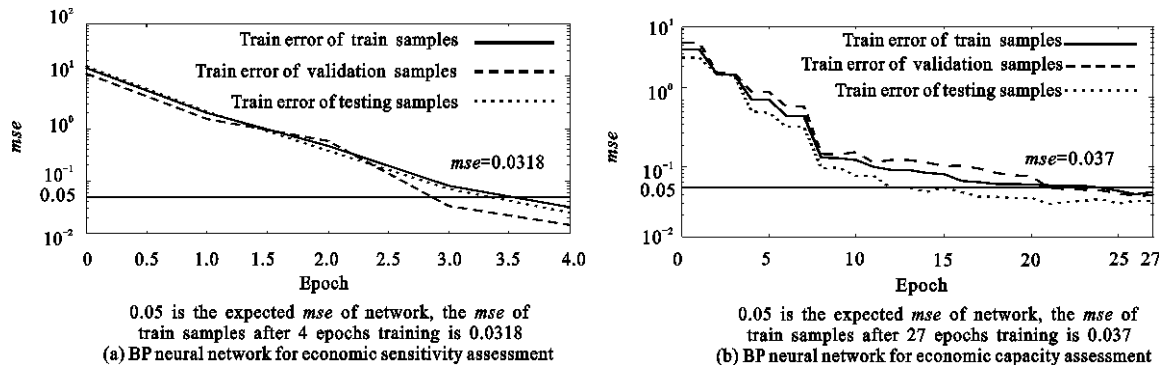 10²
10¹
10⁰
10⁻¹
0.05
10⁻²
mse
Train error of train samples
Train error of validation samples
Train error of testing samples
mse=0.0318
0 0.5 1.0 1.5 2.0 2.5 3.0 3.5 4.0
Epoch
0.05 is the expected mse of network, the mse of
train samples after 4 epochs training is 0.0318
(a) BP neural network for economic sensitivity assessment
10¹
10⁰
10⁻¹
0.05
10⁻²
mse
Train error of train samples
Train error of validation samples
Train error of testing samples
mse=0.037
0 5 10 15 20 25 27
Epoch
0.05 is the expected mse of network, the mse of
train samples after 27 epochs training is 0.037
(b) BP neural network for economic capacity assessment